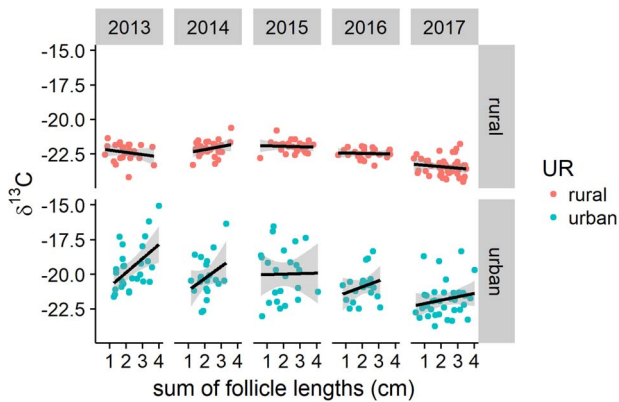 2013 2014 2015 2016 2017
-15.0
-17.5
-20.0
-22.5
rural
δ13C
UR
rural
urban
-15.0
-17.5
-20.0
-22.5
urban
1 2 3 4 1 2 3 4 1 2 3 4 1 2 3 4 1 2 3 4
sum of follicle lengths (cm)